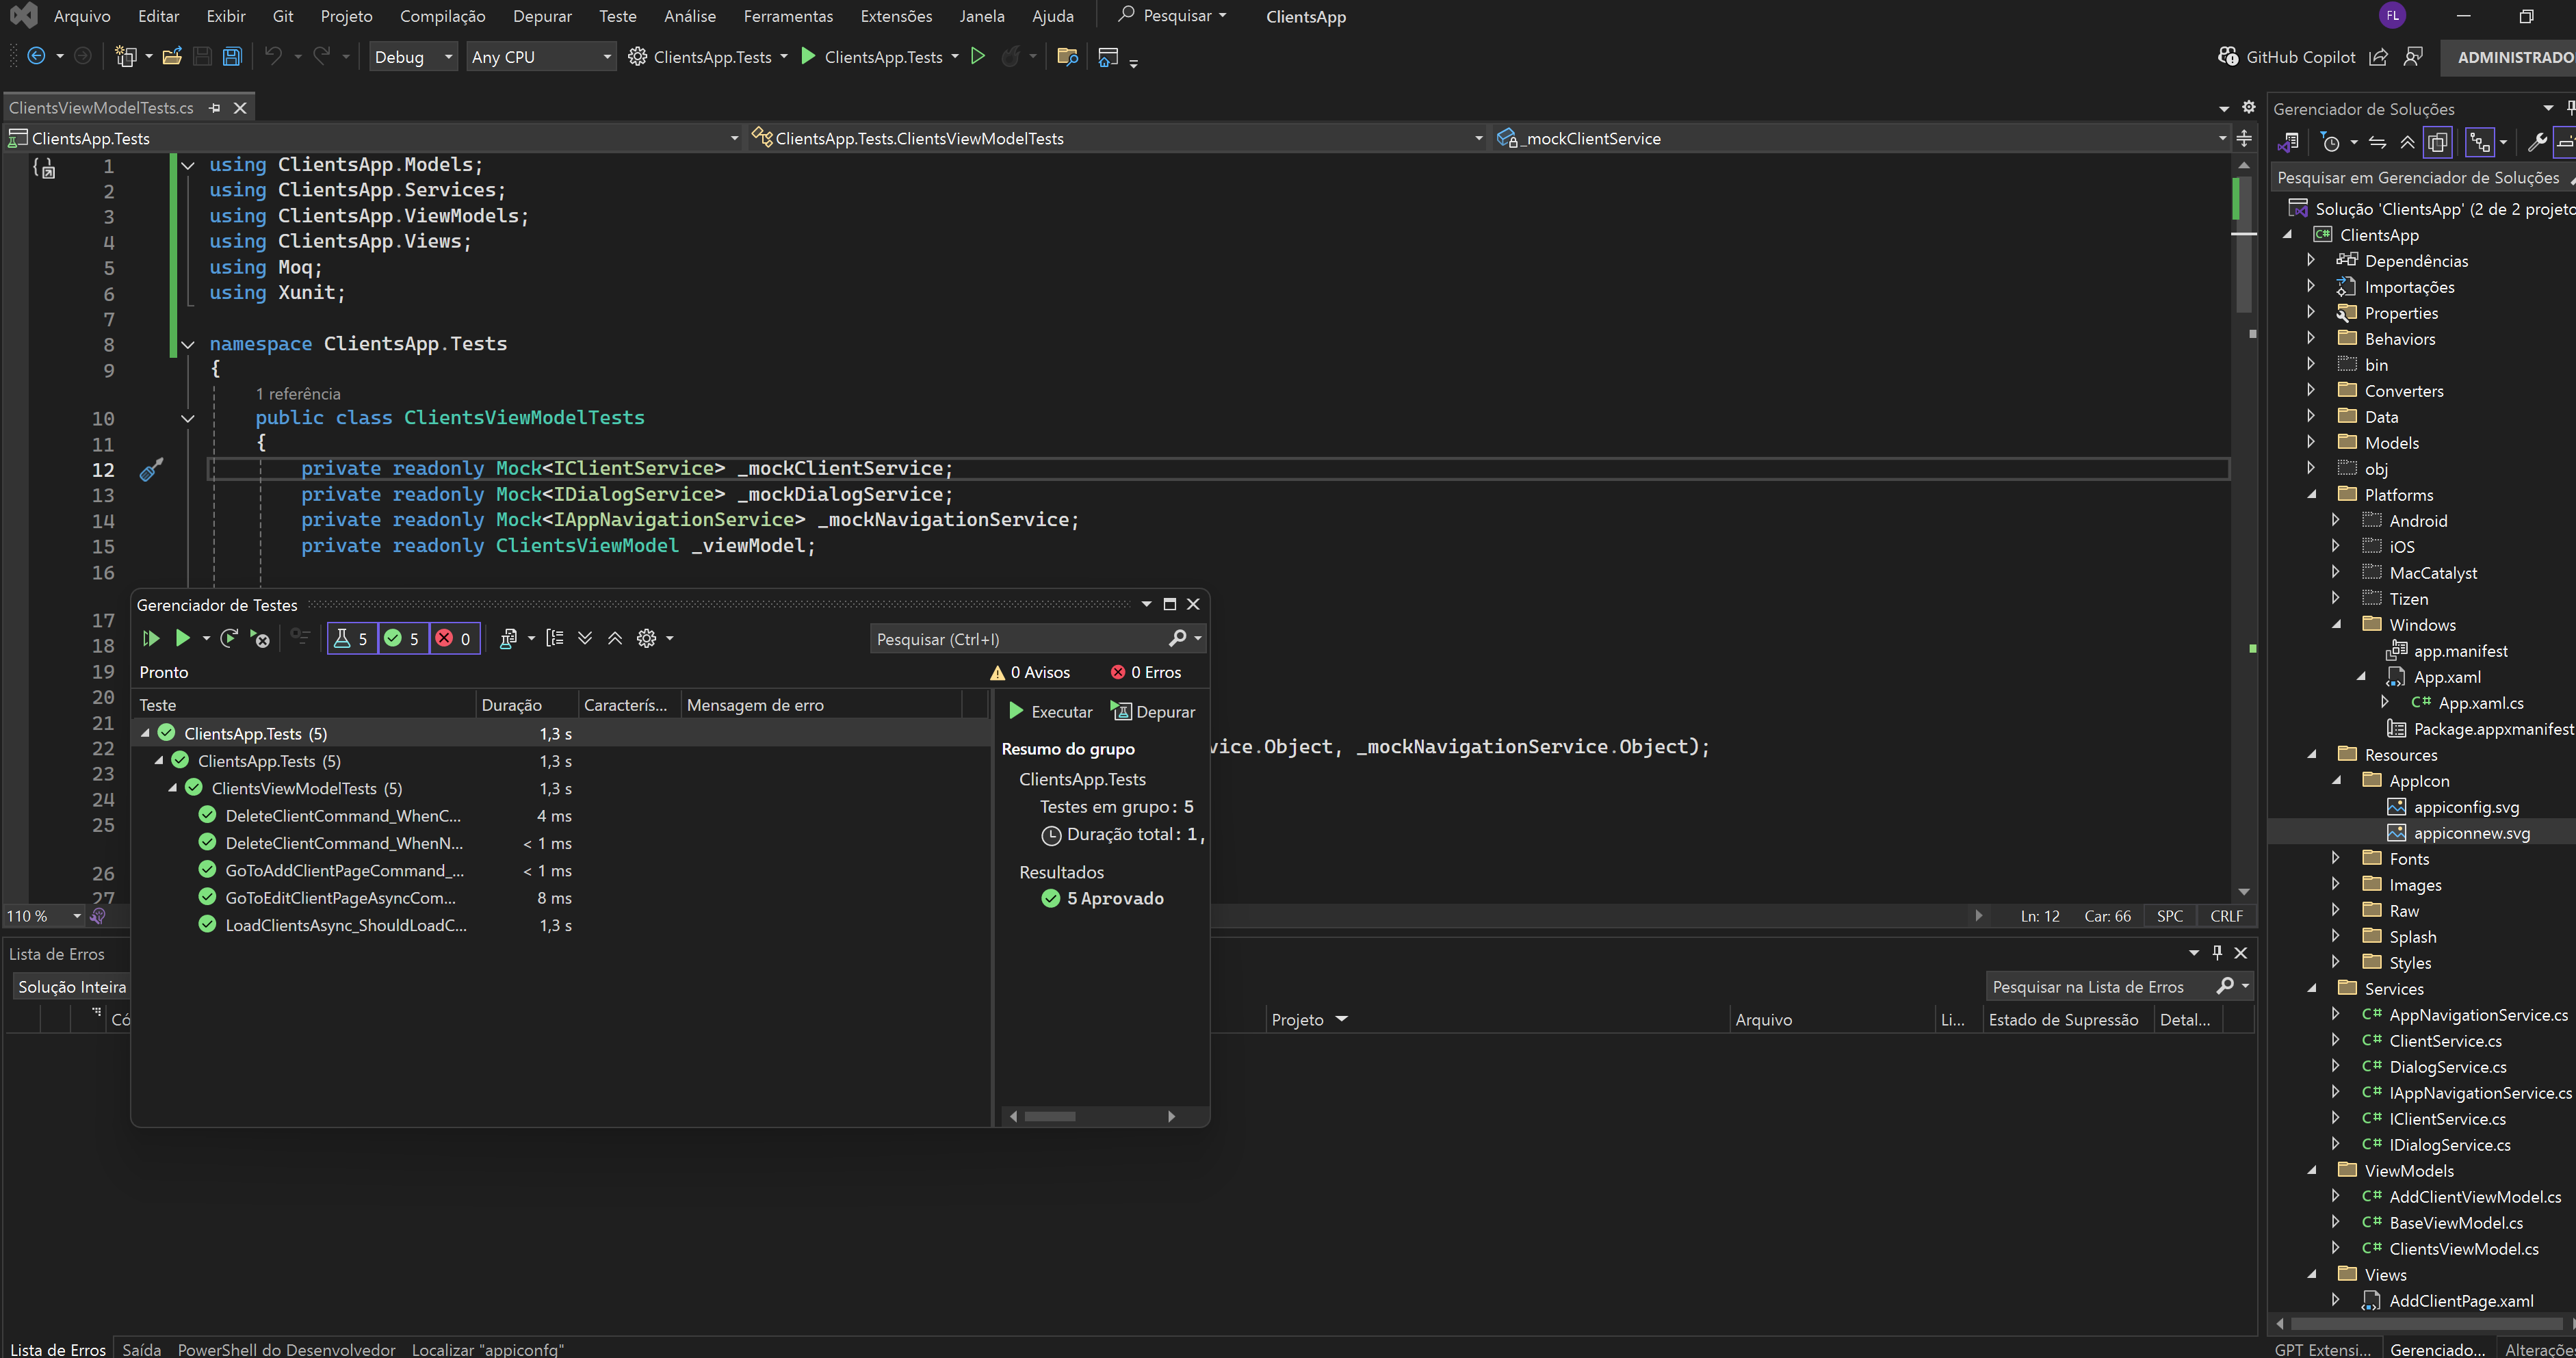 Arquivo Editar Exibir Git Projeto Compilação Depurar Teste Análise Ferramentas Extensões Janela Ajuda Pesquisar ClientsApp FL
Debug Any CPU ClientsApp.Tests ClientsApp.Tests GitHub Copilot ADMINISTRADO
ClientsViewModelTests.cs
ClientsApp.Tests ClientsApp.Tests.ClientsViewModelTests _mockClientService
1 using ClientsApp.Models;
2 using ClientsApp.Services;
3 using ClientsApp.ViewModels;
4 using ClientsApp.Views;
5 using Moq;
6 using Xunit;
7
8 namespace ClientsApp.Tests
9 {
1 referência
10 public class ClientsViewModelTests
11 {
12 private readonly Mock<IClientService> _mockClientService;
13 private readonly Mock<IDialogService> _mockDialogService;
14 private readonly Mock<IAppNavigationService> _mockNavigationService;
15 private readonly ClientsViewModel _viewModel;
16
17
18
19
20
21
22 vice.Object, _mockNavigationService.Object);
23
24
25
26
27
110 % Ln: 12 Car: 66 SPC CRLF
Gerenciador de Testes
5 5 0 Pesquisar (Ctrl+I)
Pronto 0 Avisos 0 Erros
Teste Duração Caracterís... Mensagem de erro
ClientsApp.Tests (5) 1,3 s
ClientsApp.Tests (5) 1,3 s
ClientsViewModelTests (5) 1,3 s
DeleteClientCommand_WhenC... 4 ms
DeleteClientCommand_WhenN... < 1 ms
GoToAddClientPageCommand_... < 1 ms
GoToEditClientPageAsyncCom... 8 ms
LoadClientsAsync_ShouldLoadC... 1,3 s
Executar Depurar
Resumo do grupo
ClientsApp.Tests
Testes em grupo: 5
Duração total: 1,
Resultados
5 Aprovado
Lista de Erros
Solução Inteira Pesquisar na Lista de Erros
Có Projeto Arquivo Li... Estado de Supressão Detal...
Lista de Erros Saída PowerShell do Desenvolvedor Localizar "appiconfg"
Gerenciador de Soluções
Pesquisar em Gerenciador de Soluções
Solução 'ClientsApp' (2 de 2 projeto
ClientsApp
Dependências
Importações
Properties
Behaviors
bin
Converters
Data
Models
obj
Platforms
Android
iOS
MacCatalyst
Tizen
Windows
app.manifest
App.xaml
C# App.xaml.cs
Package.appxmanifest
Resources
AppIcon
appiconfig.svg
appiconnew.svg
Fonts
Images
Raw
Splash
Styles
Services
C# AppNavigationService.cs
C# ClientService.cs
C# DialogService.cs
C# IAppNavigationService.cs
C# IClientService.cs
C# IDialogService.cs
ViewModels
C# AddClientViewModel.cs
C# BaseViewModel.cs
C# ClientsViewModel.cs
Views
AddClientPage.xaml
GPT Extensi... Gerenciado... Alteraçõe